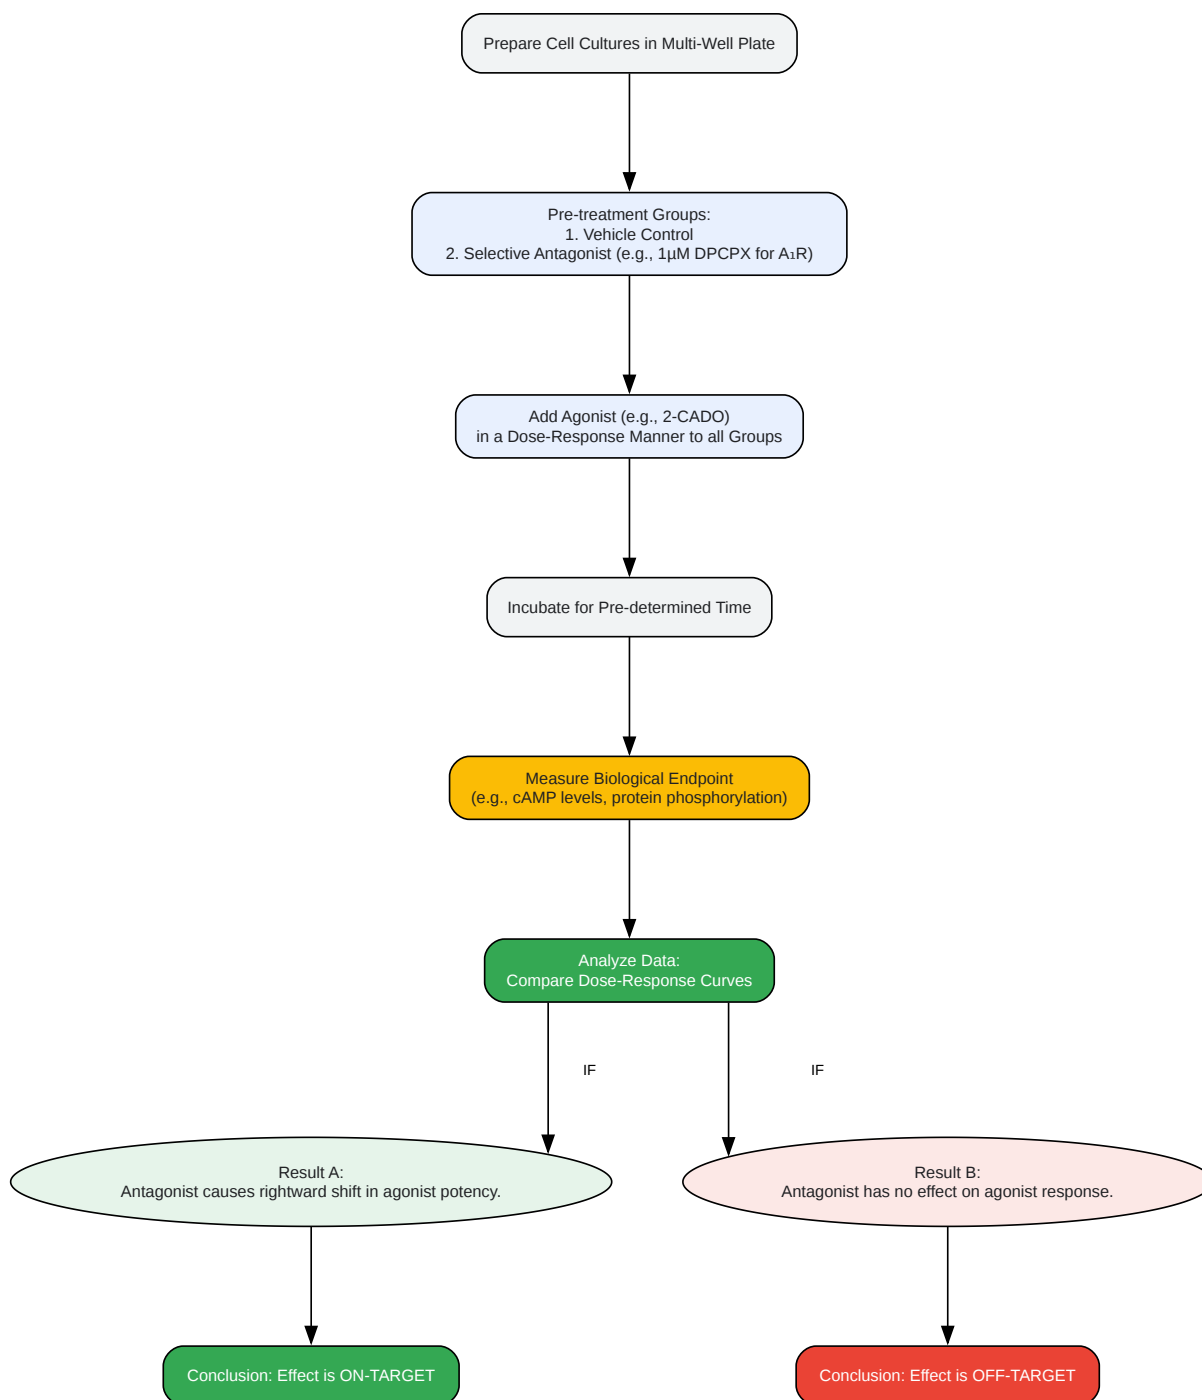 Prepare Cell Cultures in Multi-Well Plate
Pre-treatment Groups:
1. Vehicle Control
2. Selective Antagonist (e.g., 1µM DPCPX for A₁R)
Add Agonist (e.g., 2-CADO)
in a Dose-Response Manner to all Groups
Incubate for Pre-determined Time
Measure Biological Endpoint
(e.g., cAMP levels, protein phosphorylation)
Analyze Data:
Compare Dose-Response Curves
IF
IF
Result A:
Antagonist causes rightward shift in agonist potency.
Result B:
Antagonist has no effect on agonist response.
Conclusion: Effect is ON-TARGET
Conclusion: Effect is OFF-TARGET